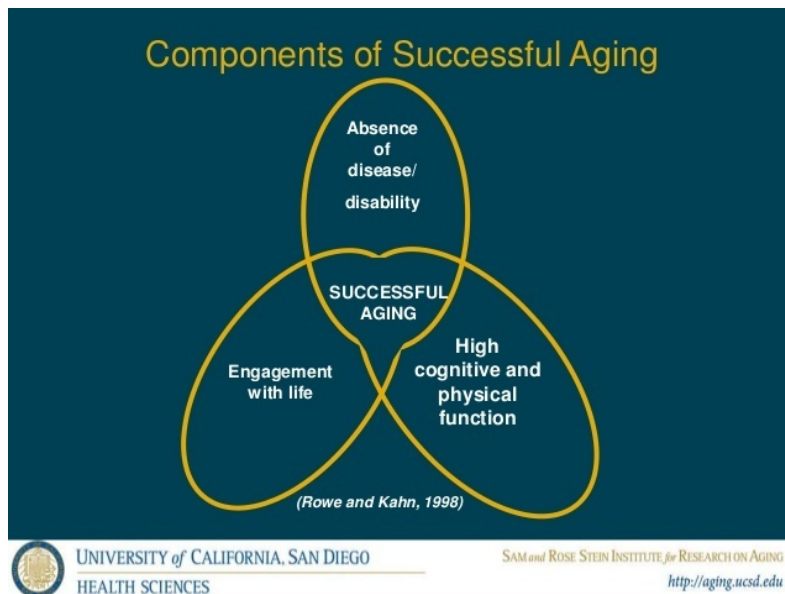 Components of Successful Aging
Absence
of
disease/
disability
SUCCESSFUL
AGING
Engagement
with life
High
cognitive and
physical
function
(Rowe and Kahn, 1998)
UNIVERSITY of CALIFORNIA, SAN DIEGO
HEALTH SCIENCES
SAM and ROSE STEIN INSTITUTE for RESEARCH ON AGING
http://aging.ucsd.edu